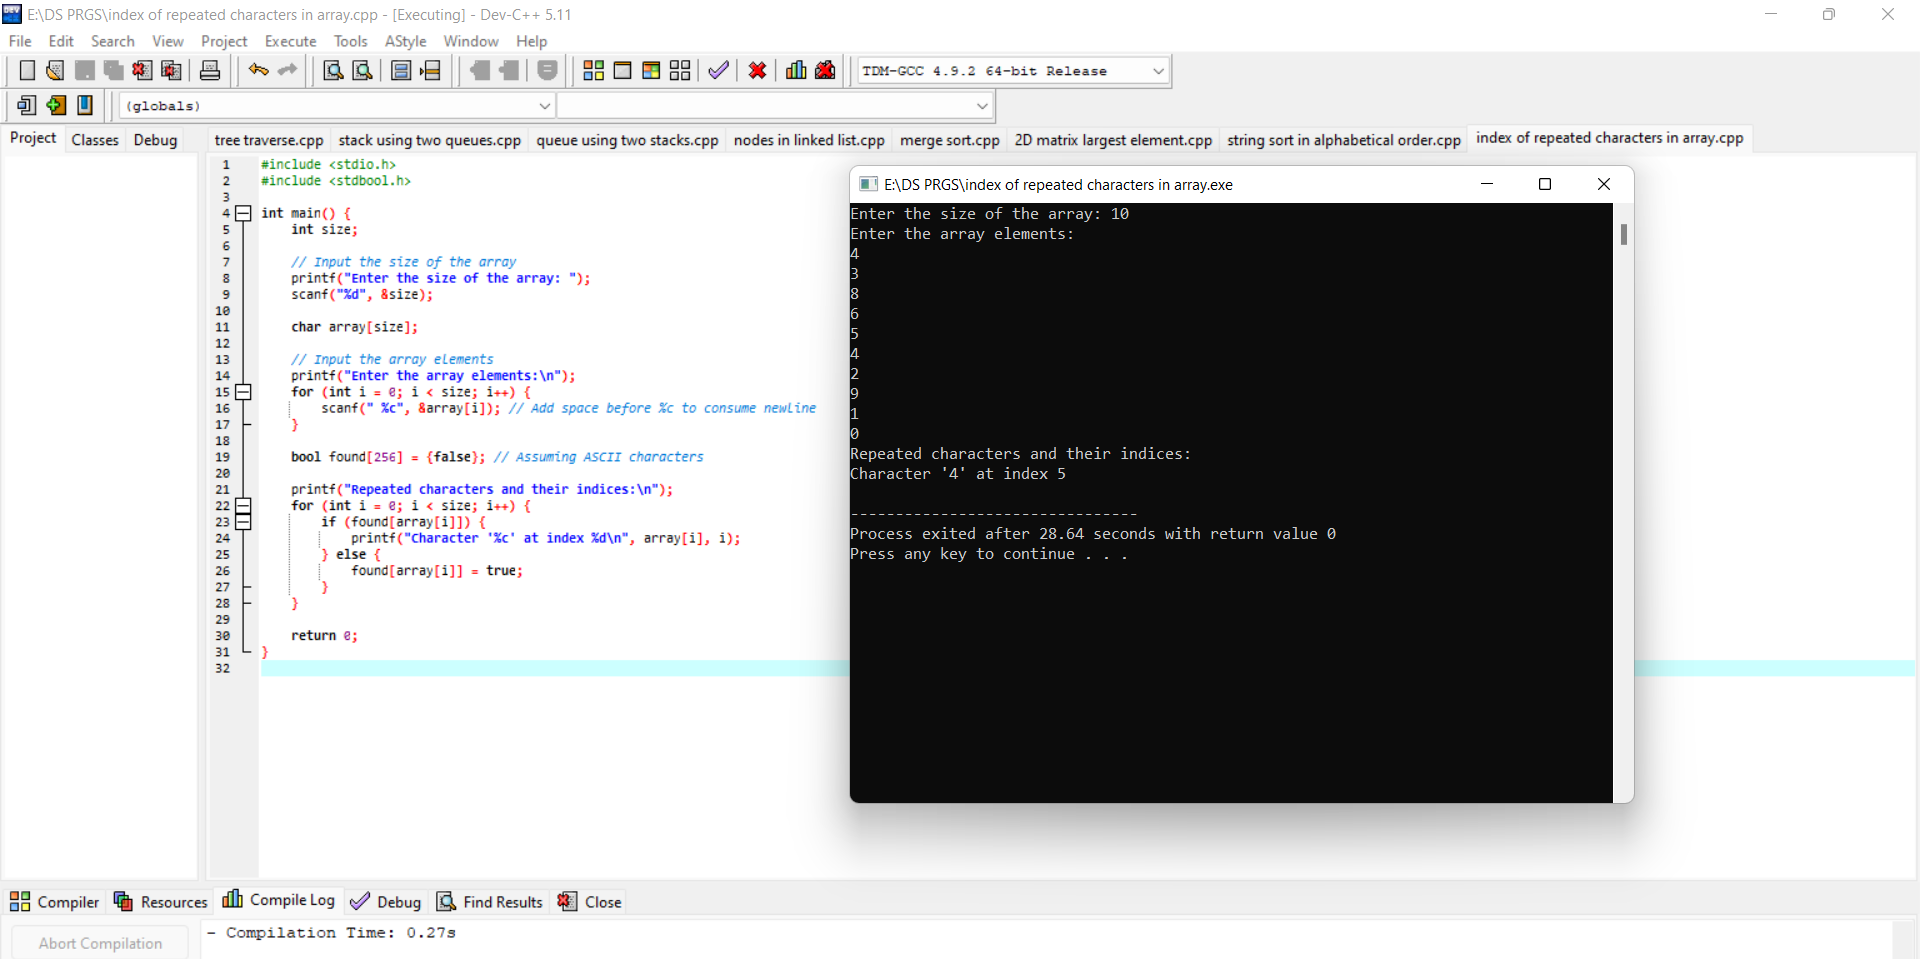 E:\DS PRGS\index of repeated characters in array.cpp - [Executing] - Dev-C++ 5.11
File Edit Search View Project Execute Tools AStyle Window Help
TDM-GCC 4.9.2 64-bit Release
(globals)
Project Classes Debug
tree traverse.cpp stack using two queues.cpp queue using two stacks.cpp nodes in linked list.cpp merge sort.cpp 2D matrix largest element.cpp string sort in alphabetical order.cpp index of repeated characters in array.cpp
1 #include <stdio.h>
2 #include <stdbool.h>
3
4 int main() {
5 int size;
6
7 // Input the size of the array
8 printf("Enter the size of the array: ");
9 scanf("%d", &size);
10
11 char array[size];
12
13 // Input the array elements
14 printf("Enter the array elements:\n");
15 for (int i = 0; i < size; i++) {
16 scanf(" %c", &array[i]); // Add space before %c to consume newline
17 }
18
19 bool found[256] = {false}; // Assuming ASCII characters
20
21 printf("Repeated characters and their indices:\n");
22 for (int i = 0; i < size; i++) {
23 if (found[array[i]]) {
24 printf("Character '%c' at index %d\n", array[i], i);
25 } else {
26 found[array[i]] = true;
27 }
28 }
29
30 return 0;
31 }
32
E:\DS PRGS\index of repeated characters in array.exe
Enter the size of the array: 10
Enter the array elements:
4
3
8
6
5
4
2
9
1
0
Repeated characters and their indices:
Character '4' at index 5
--------------------------------
Process exited after 28.64 seconds with return value 0
Press any key to continue . . .
Compiler Resources Compile Log Debug Find Results Close
Abort Compilation
- Compilation Time: 0.27s